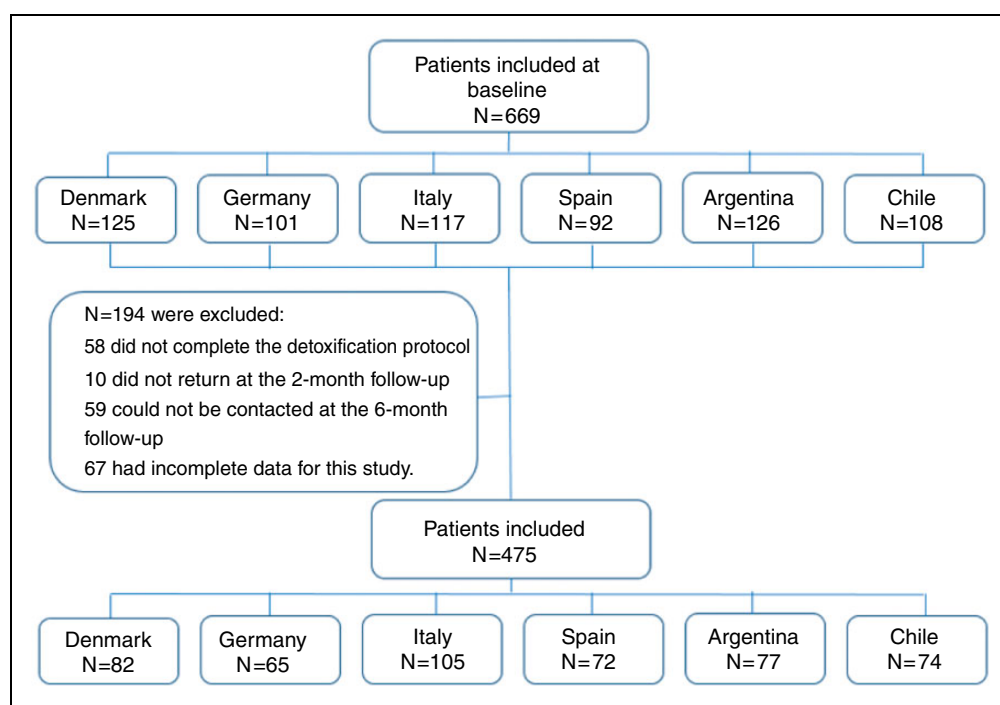 Patients included at
baseline
N=669
Denmark
N=125
Germany
N=101
Italy
N=117
Spain
N=92
Argentina
N=126
Chile
N=108
N=194 were excluded:
58 did not complete the detoxification protocol
10 did not return at the 2-month follow-up
59 could not be contacted at the 6-month
follow-up
67 had incomplete data for this study.
Patients included
N=475
Denmark
N=82
Germany
N=65
Italy
N=105
Spain
N=72
Argentina
N=77
Chile
N=74